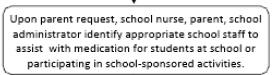 Upon parent request, school nurse, parent, school
administrator identify appropriate school staff to
assist with medication for students at school or
participating in school-sponsored activities.